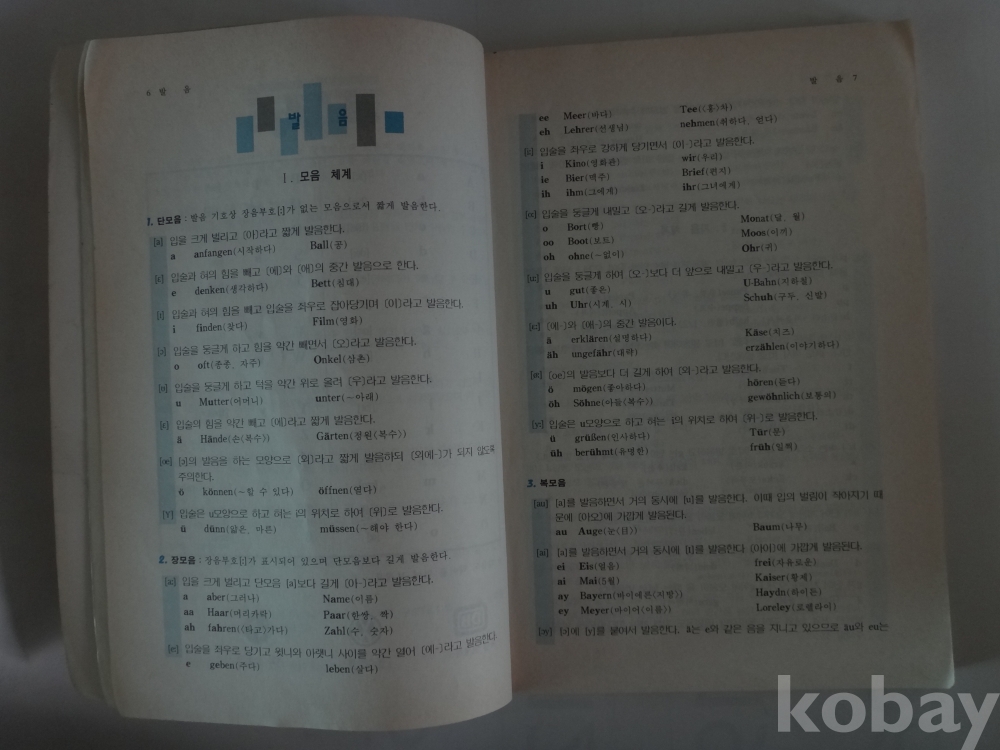 6 발 음
발 음
Ⅰ. 모음 체계
1. 단모음 : 발음 기호상 장음부호[ː]가 없는 모음으로서 짧게 발음한다.
[a] 입을 크게 벌리고 [아]라고 짧게 발음한다.
a anfangen(시작하다) Ball(공)
[ɛ] 입술과 혀의 힘을 빼고 [에]와 [애]의 중간 발음으로 한다.
e denken(생각하다) Bett(침대)
[ɪ] 입술과 혀의 힘을 빼고 입술을 좌우로 잡아당기며 [이]라고 발음한다.
i finden(찾다) Film(영화)
[ɔ] 입술을 둥글게 하고 힘을 약간 빼면서 [오]라고 발음한다.
o oft(종종, 자주) Onkel(삼촌)
[ʊ] 입술을 둥글게 하고 턱을 약간 위로 올려 [우]라고 발음한다.
u Mutter(어머니) unter(~아래)
[ɛ] 입술의 힘을 약간 빼고 [애]라고 짧게 발음한다.
ä Hände(손〈복수〉) Gärten(정원〈복수〉)
[œ] [ɔ]의 발음을 하는 모양으로 [외]라고 짧게 발음하되 [외에-]가 되지 않도록
주의한다.
ö können(~할 수 있다) öffnen(열다)
[ʏ] 입술은 u모양으로 하고 혀는 i의 위치로 하여 [위]로 발음한다.
ü dünn(얇은, 마른) müssen(~해야 한다)
2. 장모음 : 장음부호[ː]가 표시되어 있으며 단모음보다 길게 발음한다.
[aː] 입을 크게 벌리고 단모음 [a]보다 길게 [아-]라고 발음한다.
a aber(그러나) Name(이름)
aa Haar(머리카락) Paar(한쌍, 짝)
ah fahren(〈타고〉가다) Zahl(수, 숫자)
[eː] 입술을 좌우로 당기고 윗니와 아랫니 사이를 약간 열어 [에-]라고 발음한다.
e geben(주다) leben(살다)
발 음 7
ee Meer(바다) Tee(〈홍〉차)
eh Lehrer(선생님) nehmen(취하다, 얻다)
[iː] 입술을 좌우로 강하게 당기면서 [이-]라고 발음한다.
i Kino(영화관) wir(우리)
ie Bier(맥주) Brief(편지)
ih ihm(그에게) ihr(그녀에게)
[oː] 입술을 둥글게 내밀고 [오-]라고 길게 발음한다.
o Brot(빵) Monat(달, 월)
oo Boot(보트) Moos(이끼)
oh ohne(~없이) Ohr(귀)
[uː] 입술을 둥글게 하여 [오-]보다 더 앞으로 내밀고 [우-]라고 발음한다.
u gut(좋은) U-Bahn(지하철)
uh Uhr(시계, 시) Schuh(구두, 신발)
[ɛː] [에-]와 [애-]의 중간 발음이다.
ä erklären(설명하다) Käse(치즈)
äh ungefähr(대략) erzählen(이야기하다)
[øː] [oe]의 발음보다 더 길게 하여 [외-]라고 발음한다.
ö mögen(좋아하다) hören(듣다)
öh Söhne(아들〈복수〉) gewöhnlich(보통의)
[yː] 입술은 u모양으로 하고 혀는 i의 위치로 하여 [위-]로 발음한다.
ü grüßen(인사하다) Tür(문)
üh berühmt(유명한) früh(일찍)
3. 복모음
[aʊ] [a]를 발음하면서 거의 동시에 [ʊ]를 발음한다. 이때 입의 벌림이 작아지기 때
문에 [아오]에 가깝게 발음된다.
au Auge(눈〈目〉) Baum(나무)
[aɪ] [a]를 발음하면서 거의 동시에 [ɪ]를 발음한다 [아이]에 가깝게 발음된다.
ei Eis(얼음) frei(자유로운)
ai Mai(5월) Kaiser(황제)
ay Bayern(바이에른〈지방〉) Haydn(하이든)
ey Meyer(마이어〈이름〉) Loreley(로렐라이)
[ɔʏ] [ɔ]에 [ʏ]를 붙여서 발음한다. ä는 e와 같은 음을 지니고 있으므로 äu와 eu는
kobay